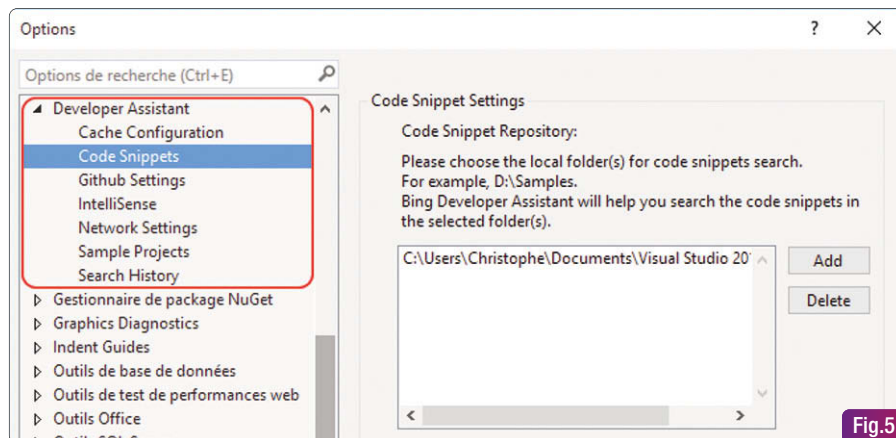 Options
Options de recherche (Ctrl+E)
Developer Assistant
Cache Configuration
Code Snippets
Github Settings
IntelliSense
Network Settings
Sample Projects
Search History
Gestionnaire de package NuGet
Graphics Diagnostics
Indent Guides
Outils de base de données
Outils de test de performances web
Outils Office
Code Snippet Settings
Code Snippet Repository:
Please choose the local folder(s) for code snippets search.
For example, D:\Samples.
Bing Developer Assistant will help you search the code snippets in
the selected folder(s).
C:\Users\Christophe\Documents\Visual Studio 20
Add
Delete
Fig.5